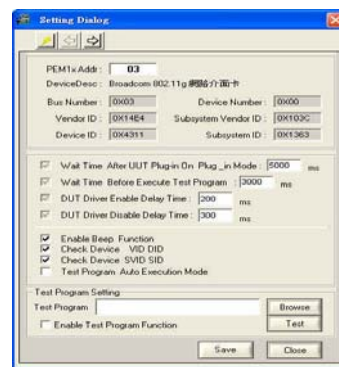 Setting Dialog
PEM1x Addr : 03
DeviceDesc : Broadcom 802.11g 網路介面卡
Bus Number : 0X03 Device Number : 0X00
Vendor ID : 0X14E4 Subsystem Vendor ID : 0X103C
Device ID : 0X4311 Subsystem ID : 0X1363
Wait Time After UUT Plug-in On Plug_in Mode : 5000 ms
Wait Time Before Execute Test Program : 3000 ms
DUT Driver Enable Delay Time : 200 ms
DUT Driver Disable Delay Time : 300 ms
Enable Beep Function
Check Device VID DID
Check Device SVID SID
Test Program Auto Execution Mode
Test Program Setting
Test Program Browse
Enable Test Program Function Test
Save Close